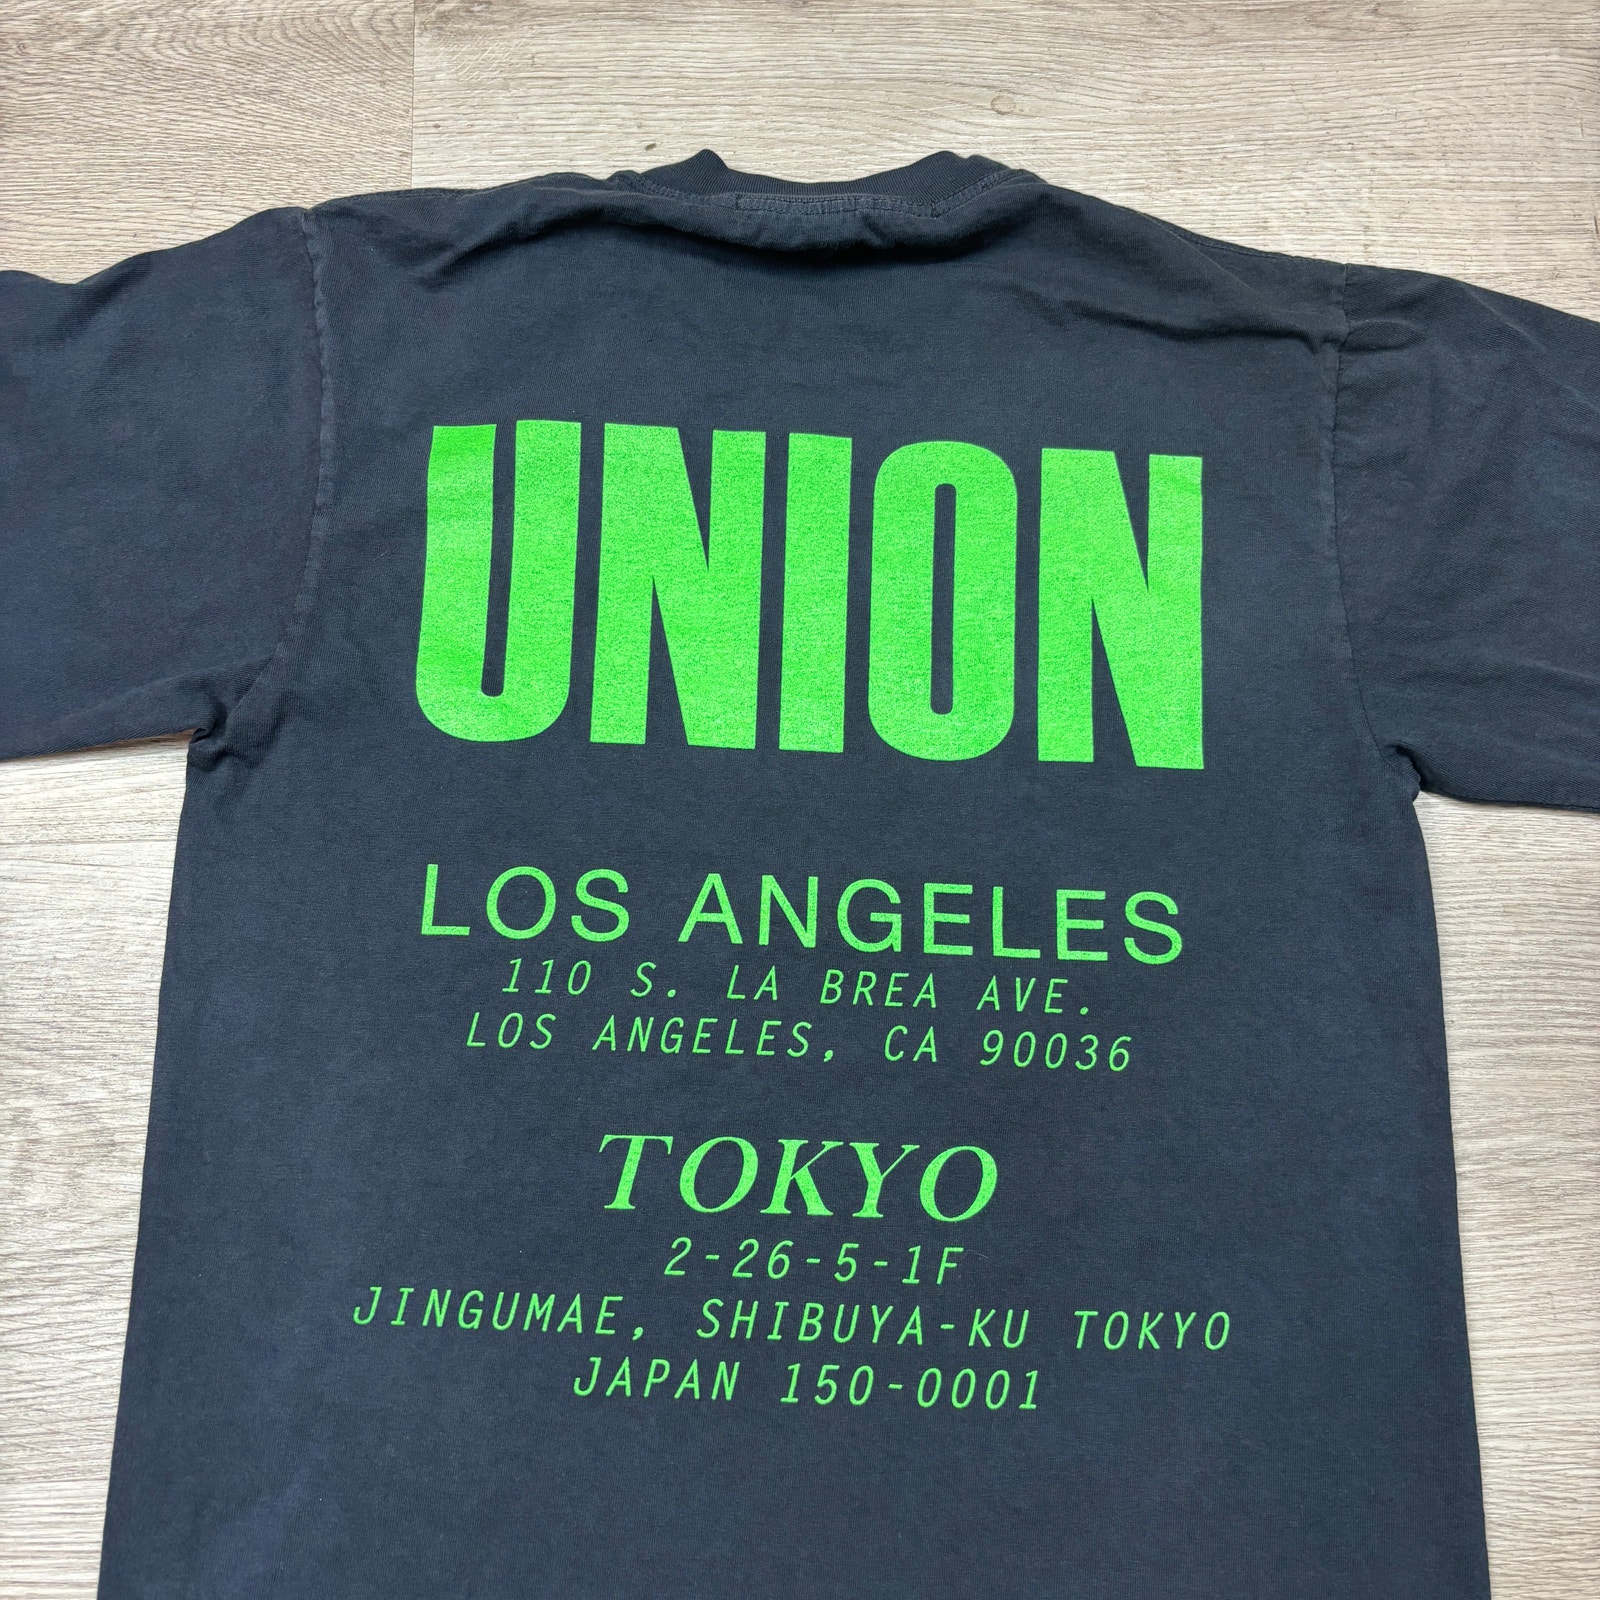 UNION
LOS ANGELES
110 S. LA BREA AVE.
LOS ANGELES, CA 90036
TOKYO
2-26-5-1F
JINGUMAE, SHIBUYA-KU TOKYO
JAPAN 150-0001